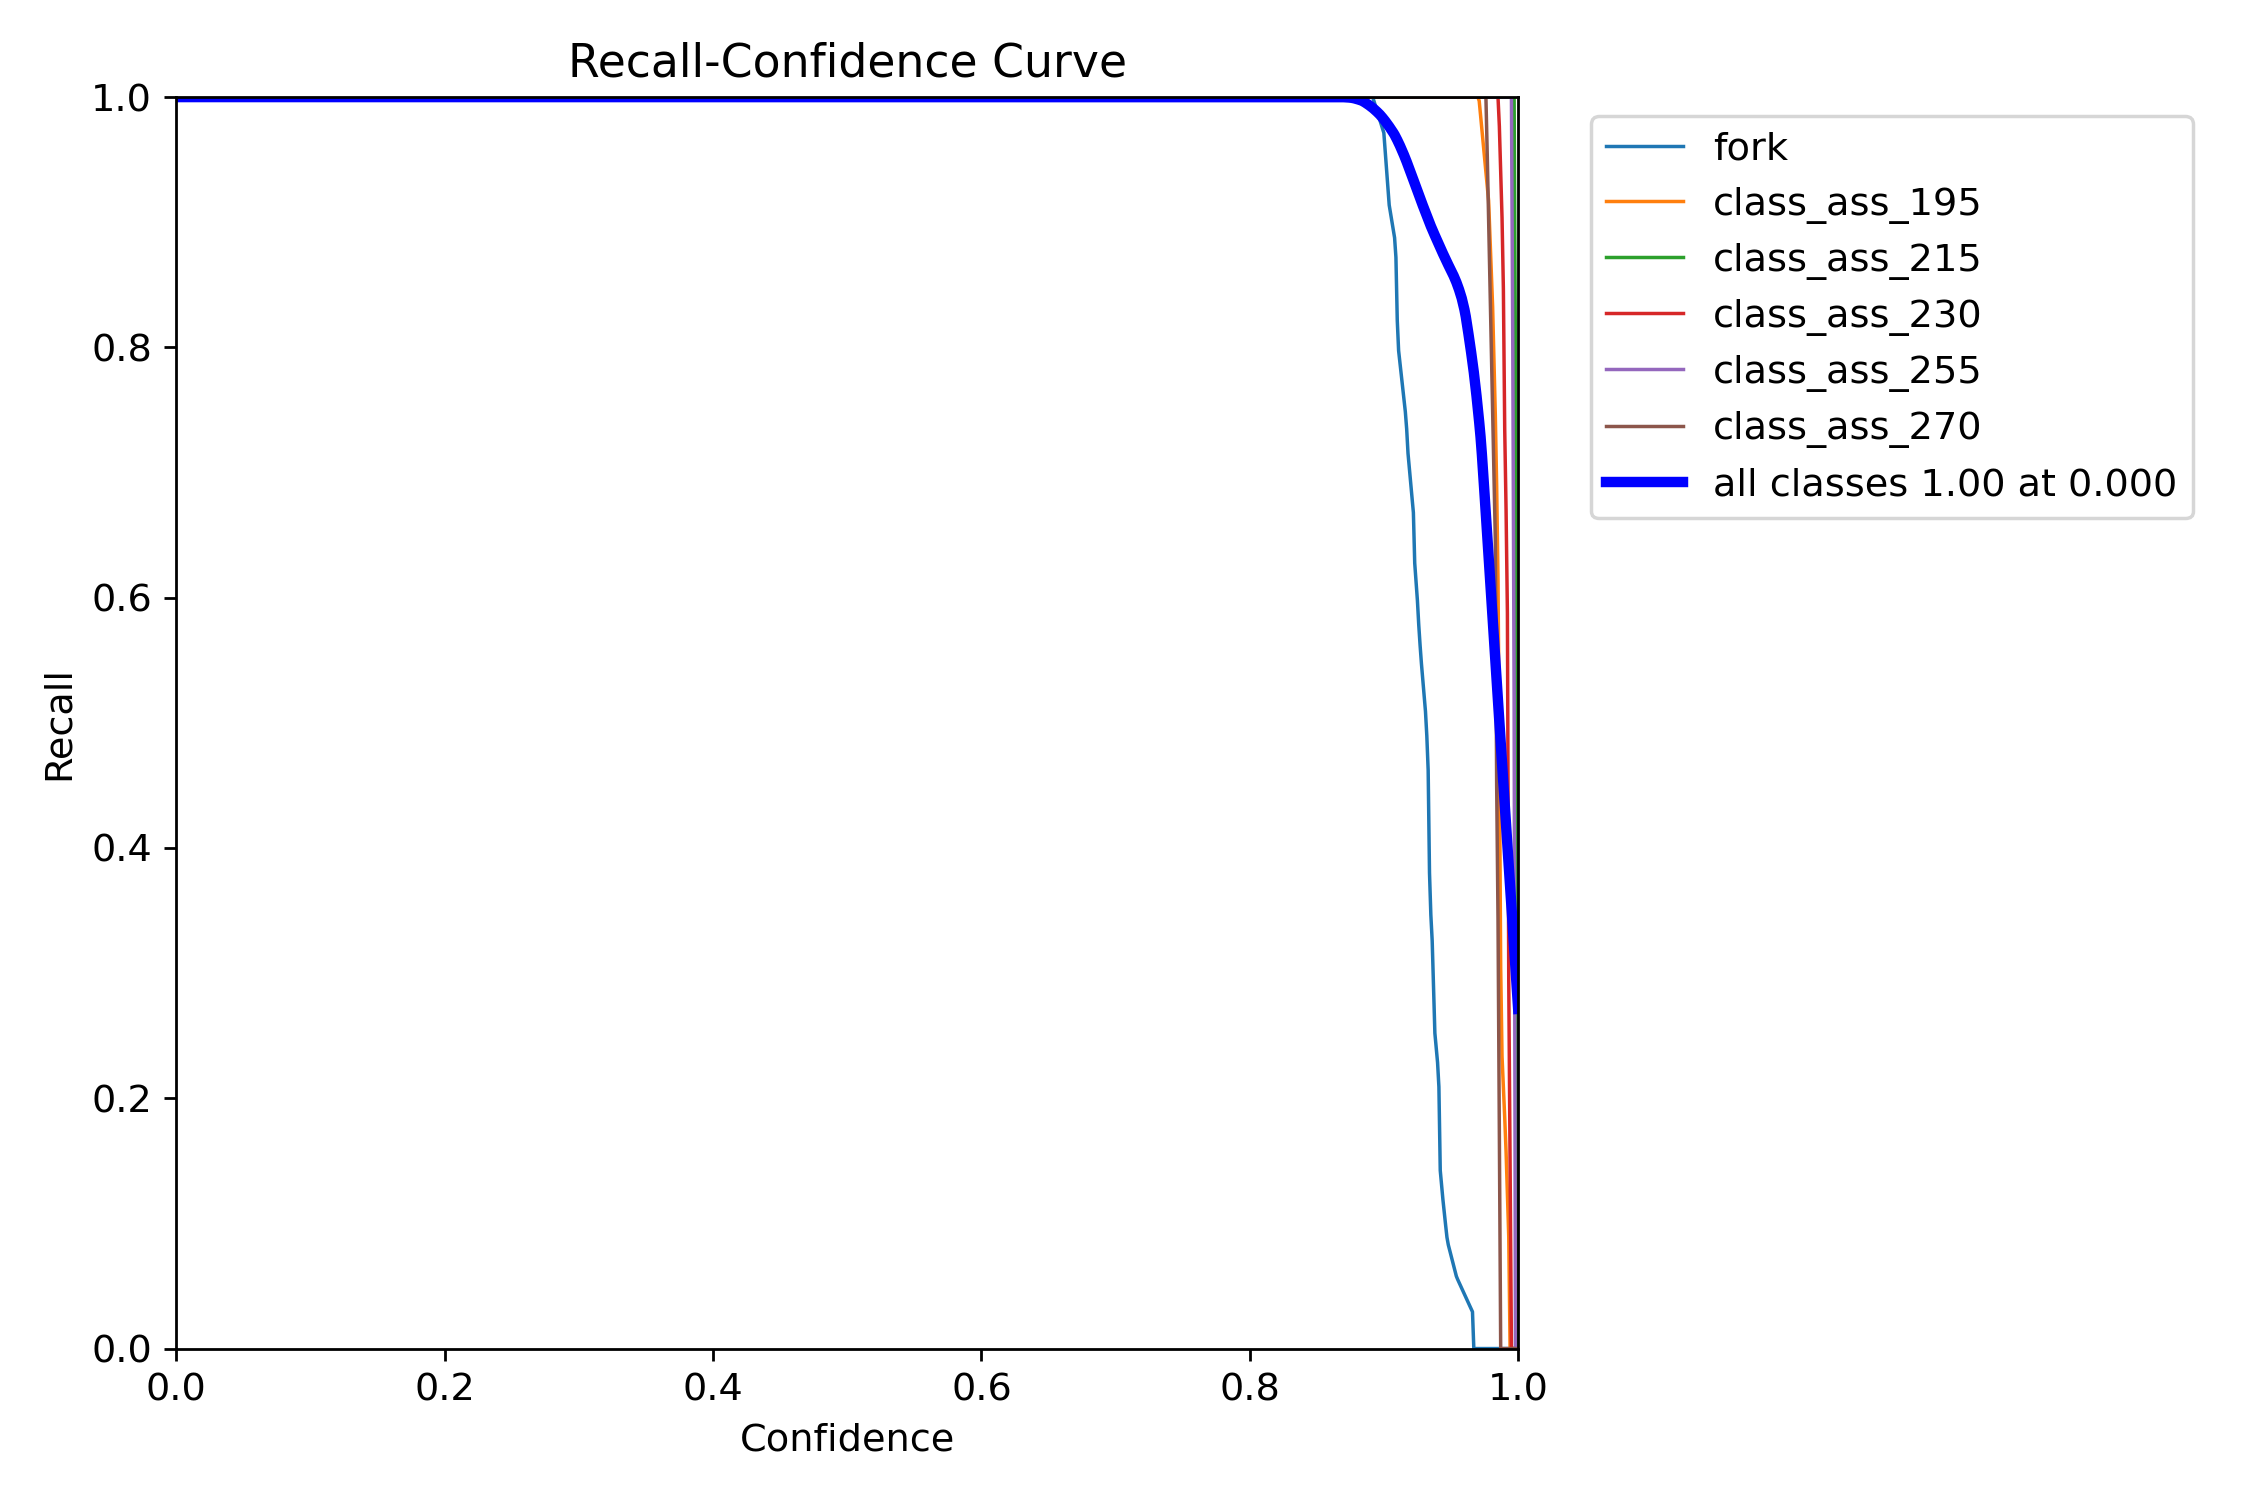 Recall-Confidence Curve
1.0
0.8
0.6
0.4
0.2
0.0
Recall
0.0 0.2 0.4 0.6 0.8 1.0
Confidence
fork
class_ass_195
class_ass_215
class_ass_230
class_ass_255
class_ass_270
all classes 1.00 at 0.000